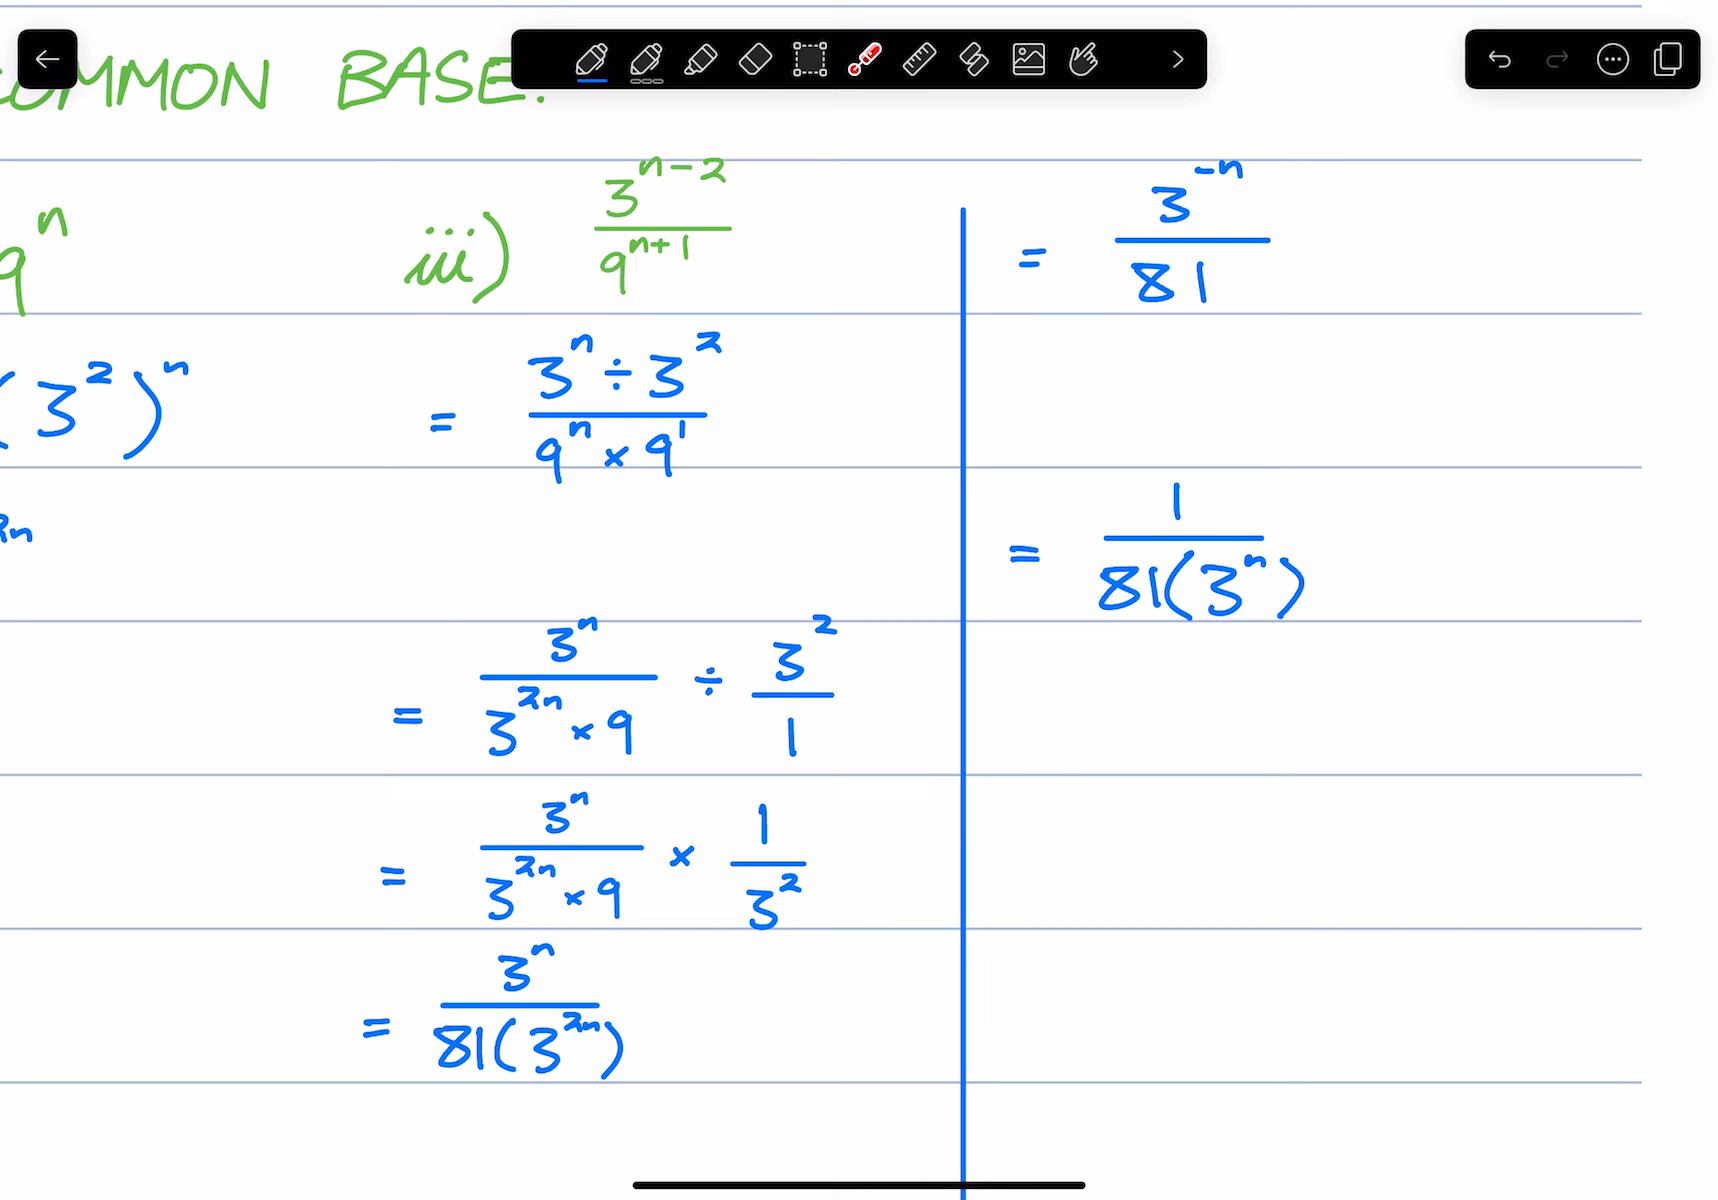 COMMON BASE.
9^n
(3^2)^n
2n
iii) 3^{n-2} / 9^{n+1}
= (3^n ÷ 3^2) / (9^n × 9^1)
= 3^n / (3^{2n} × 9) ÷ 3^2 / 1
= 3^n / (3^{2n} × 9) × 1 / 3^2
= 3^n / 81(3^{2n})
= 3^{-n} / 81
= 1 / 81(3^n)